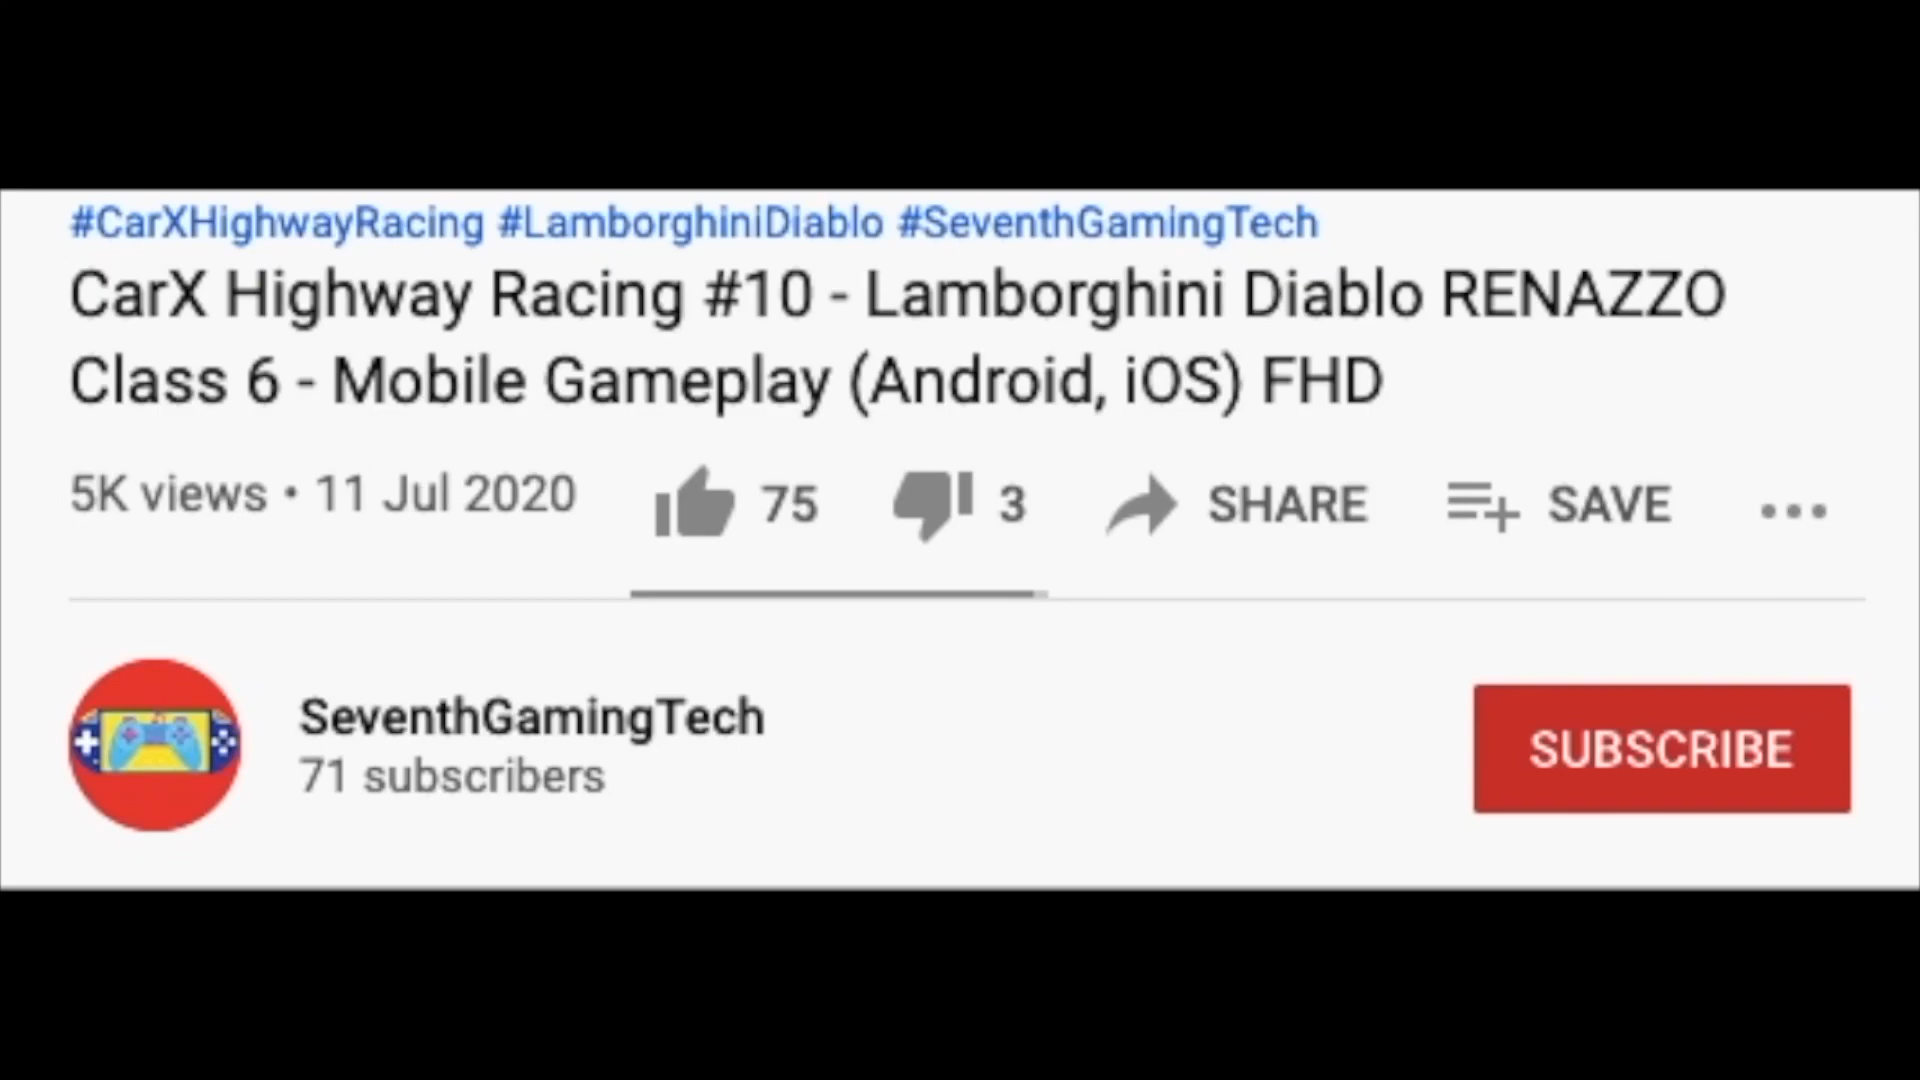 #CarXHighwayRacing #LamborghiniDiablo #SeventhGamingTech
CarX Highway Racing #10 - Lamborghini Diablo RENAZZO
Class 6 - Mobile Gameplay (Android, iOS) FHD
5K views • 11 Jul 2020 75 3 SHARE SAVE ...
SeventhGamingTech
71 subscribers
SUBSCRIBE